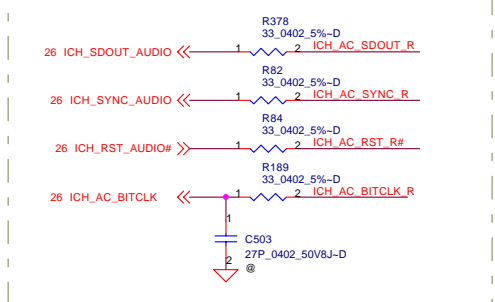 R378
33_0402_5%~D
26 ICH_SDOUT_AUDIO 1 2 ICH_AC_SDOUT_R
R82
33_0402_5%~D
26 ICH_SYNC_AUDIO 1 2 ICH_AC_SYNC_R
R84
33_0402_5%~D
26 ICH_RST_AUDIO# 1 2 ICH_AC_RST_R#
R189
33_0402_5%~D
26 ICH_AC_BITCLK 1 2 ICH_AC_BITCLK_R
1
C503
27P_0402_50V8J~D
2
@